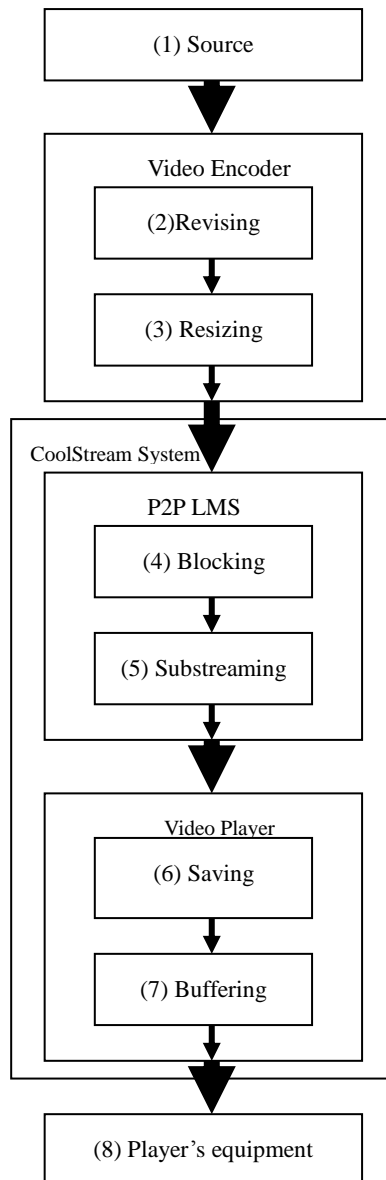 (1) Source
Video Encoder
(2)Revising
(3) Resizing
CoolStream System
P2P LMS
(4) Blocking
(5) Substreaming
Video Player
(6) Saving
(7) Buffering
(8) Player's equipment